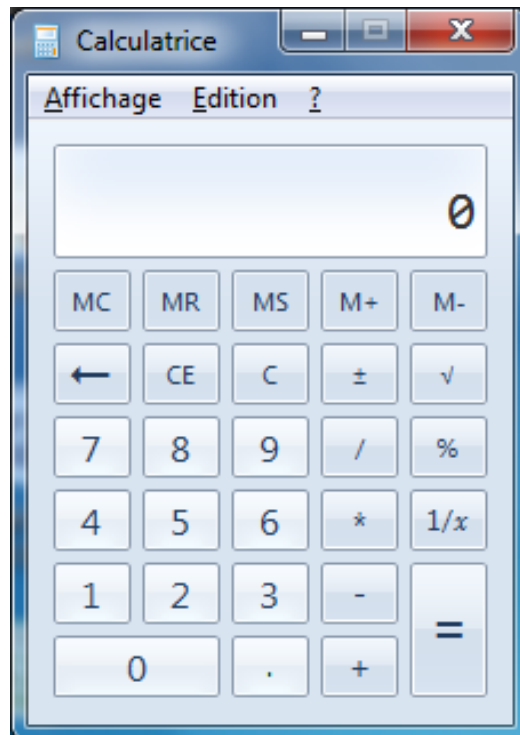 Calculatrice
Affichage Edition ?
0
MC MR MS M+ M-
← CE C ± √
7 8 9 / %
4 5 6 * 1/x
1 2 3 -
=
0 . +